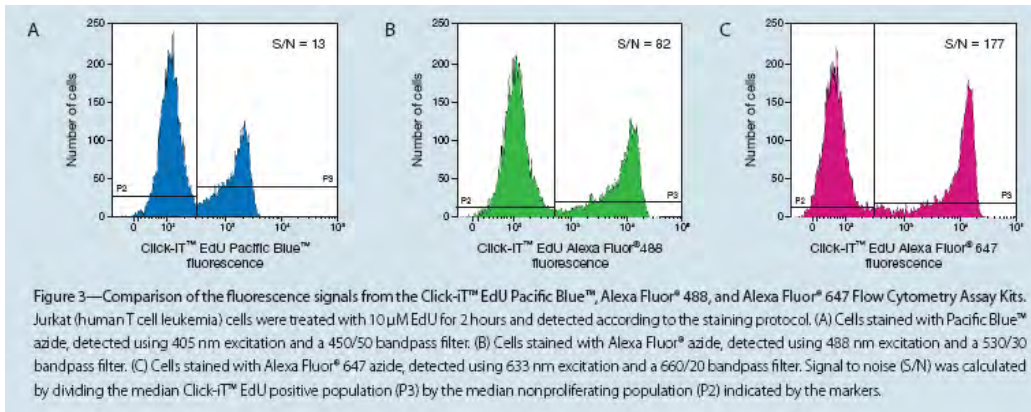 A
S/N = 13
Number of cells
250
200
150
100
50
0
P2
P3
0
10²
10³
10⁴
10⁵
Click-iT™ EdU Pacific Blue™
fluorescence
B
S/N = 82
Number of cells
250
200
150
100
50
0
P2
P3
0
10²
10³
10⁴
10⁵
Click-iT™ EdU Alexa Fluor® 488
fluorescence
C
S/N = 177
Number of cells
250
200
150
100
50
0
P2
P3
0
10²
10³
10⁴
10⁵
Click-iT™ EdU Alexa Fluor® 647
fluorescence
Figure 3—Comparison of the fluorescence signals from the Click-iT™ EdU Pacific Blue™, Alexa Fluor® 488, and Alexa Fluor® 647 Flow Cytometry Assay Kits.
Jurkat (human T cell leukemia) cells were treated with 10 μM EdU for 2 hours and detected according to the staining protocol. (A) Cells stained with Pacific Blue™
azide, detected using 405 nm excitation and a 450/50 bandpass filter. (B) Cells stained with Alexa Fluor® azide, detected using 488 nm excitation and a 530/30
bandpass filter. (C) Cells stained with Alexa Fluor® 647 azide, detected using 633 nm excitation and a 660/20 bandpass filter. Signal to noise (S/N) was calculated
by dividing the median Click-iT™ EdU positive population (P3) by the median nonproliferating population (P2) indicated by the markers.